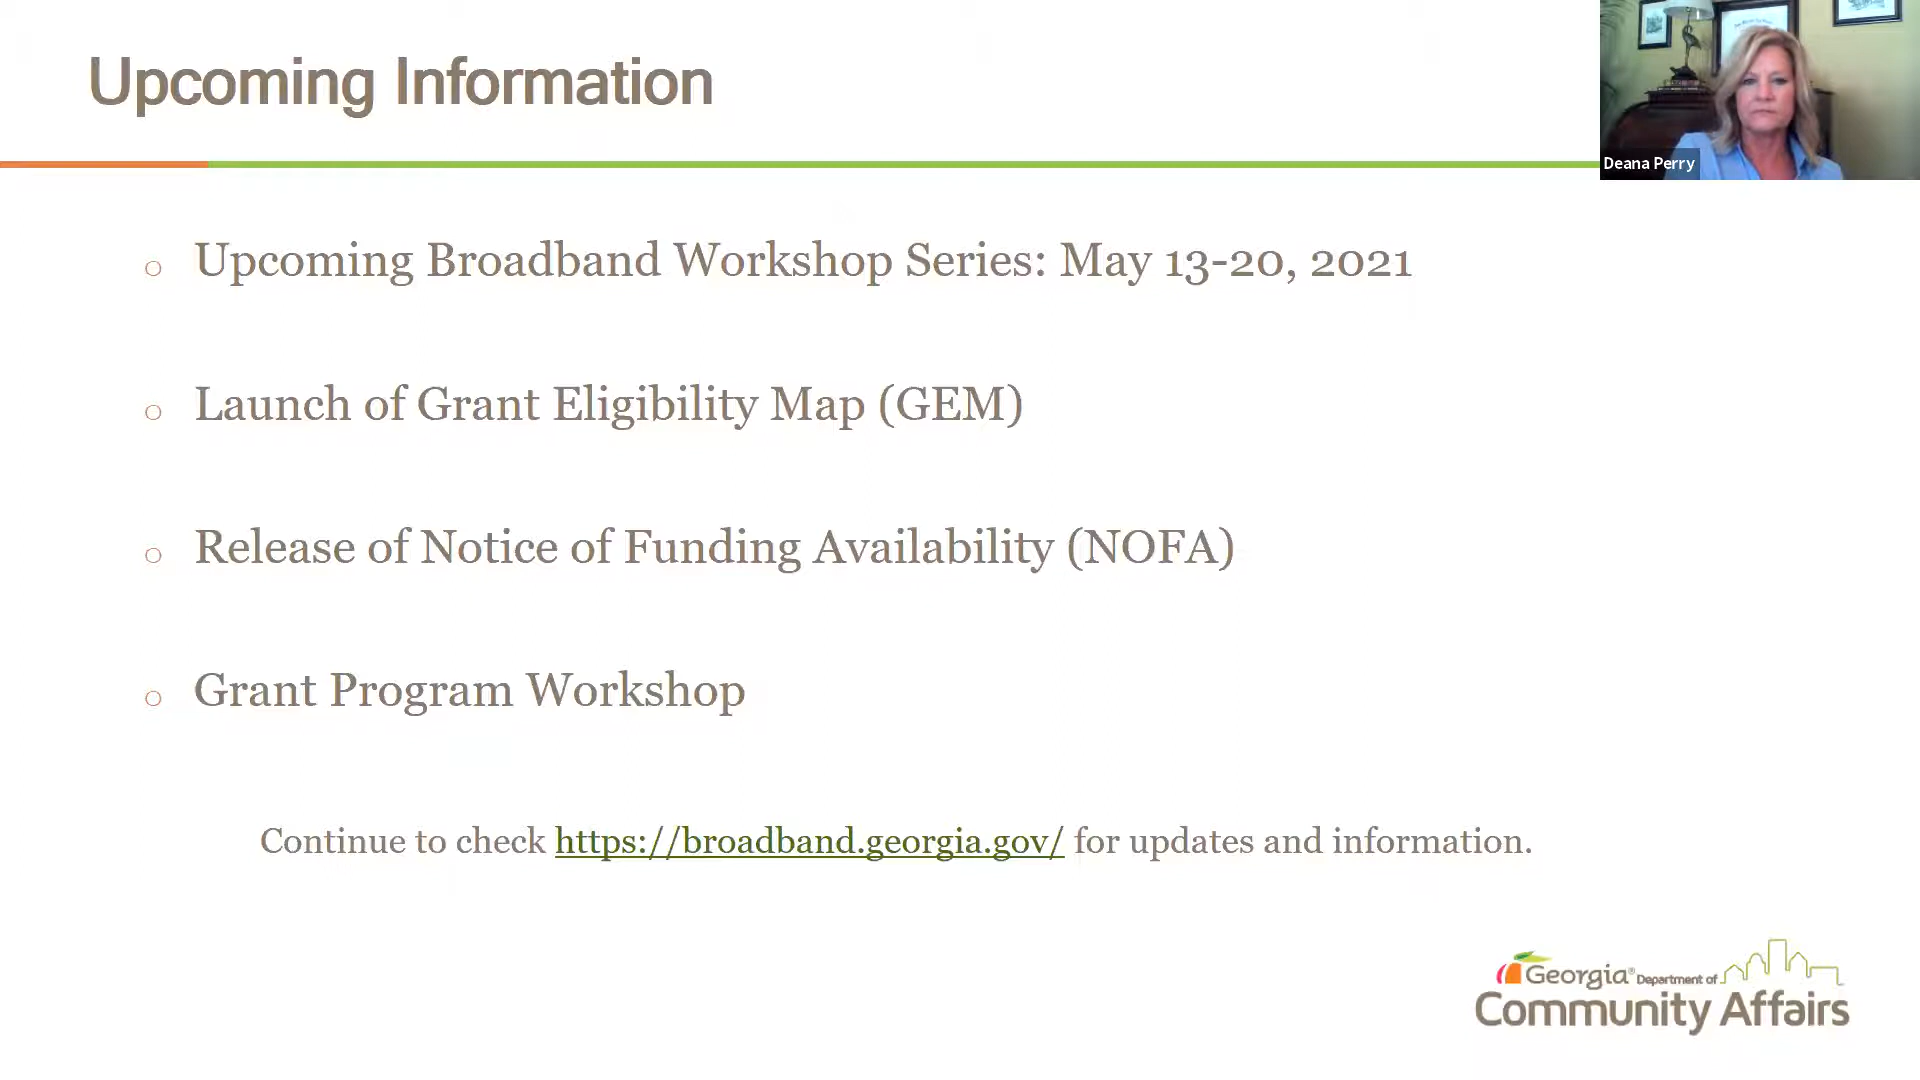 Upcoming Information
Deana Perry
Upcoming Broadband Workshop Series: May 13-20, 2021
Launch of Grant Eligibility Map (GEM)
Release of Notice of Funding Availability (NOFA)
Grant Program Workshop
Continue to check https://broadband.georgia.gov/ for updates and information.
Georgia® Department of
Community Affairs